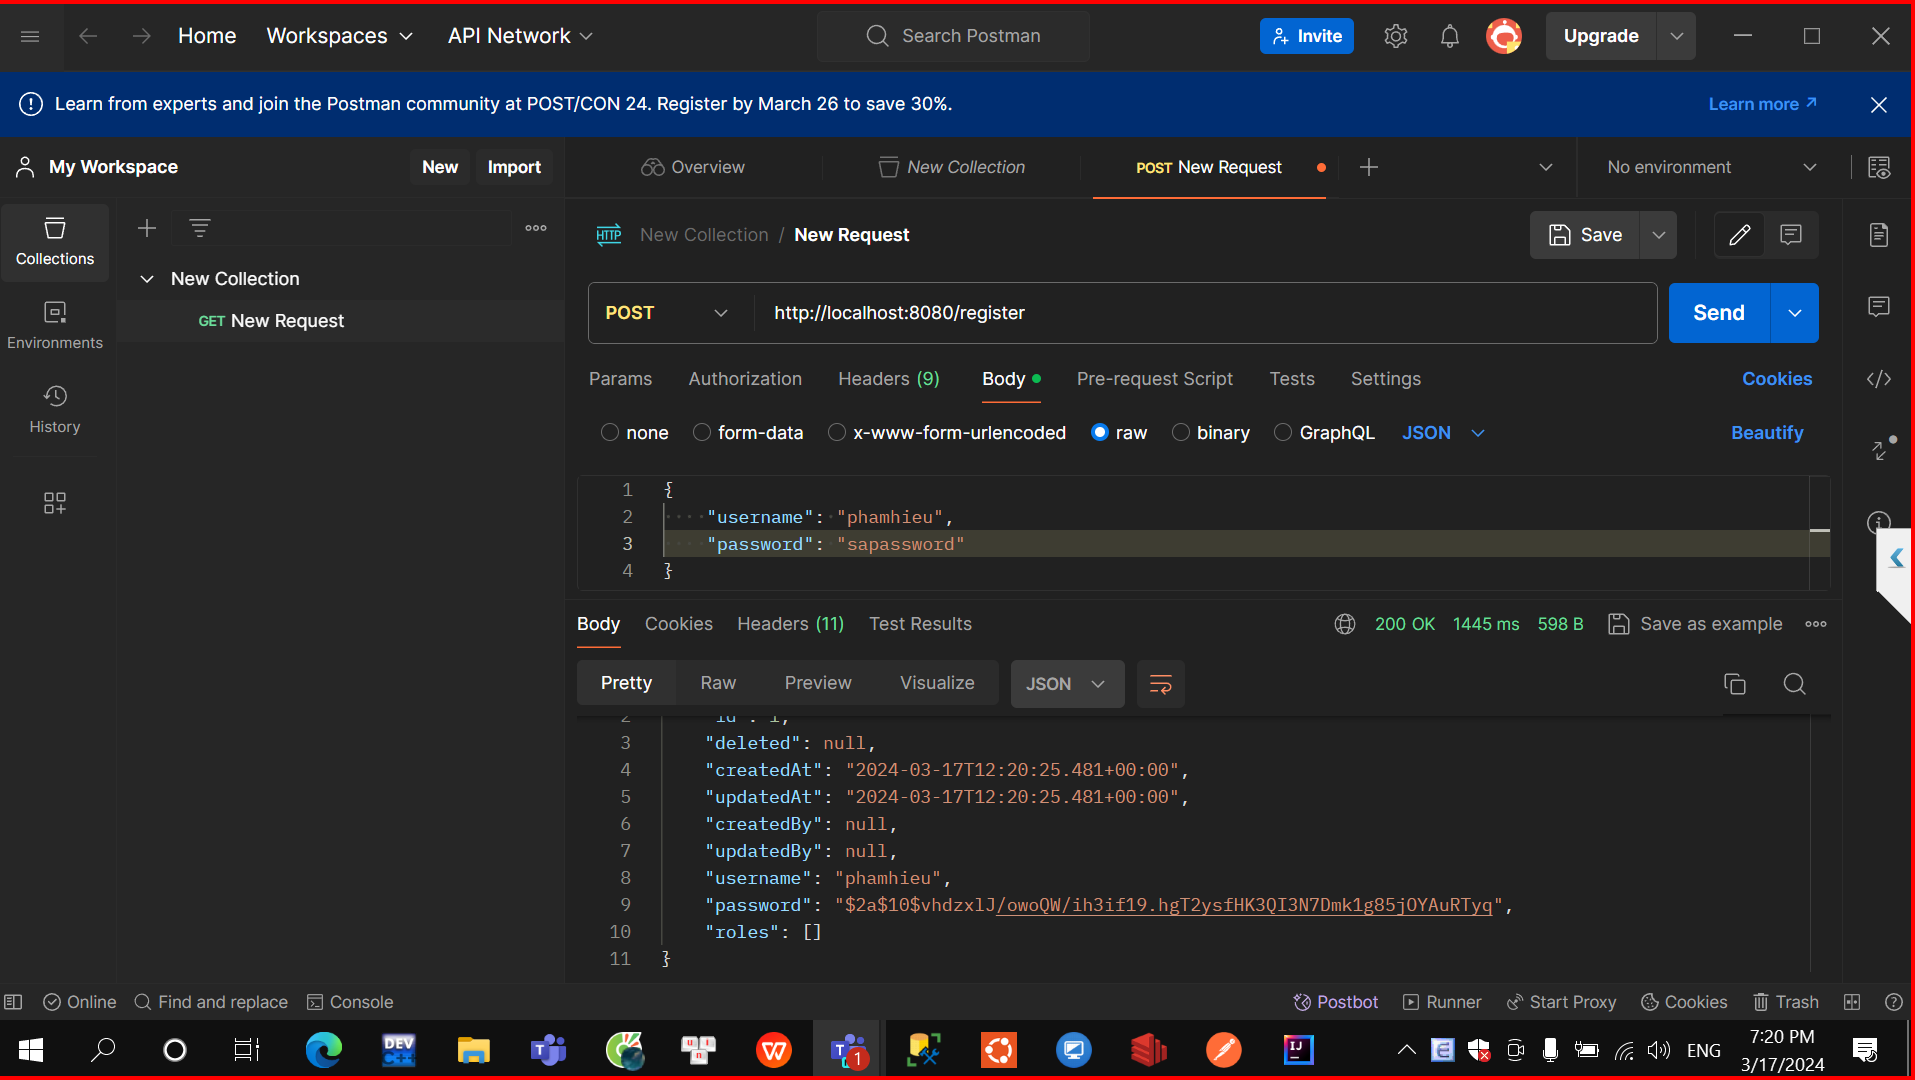 Home Workspaces API Network Search Postman Invite Upgrade
Learn from experts and join the Postman community at POST/CON 24. Register by March 26 to save 30%. Learn more
My Workspace New Import
Overview New Collection POST New Request No environment
Collections
Environments
History
New Collection
GET New Request
HTTP New Collection / New Request Save
POST http://localhost:8080/register Send
Params Authorization Headers (9) Body Pre-request Script Tests Settings Cookies
none form-data x-www-form-urlencoded raw binary GraphQL JSON Beautify
1 {
2 "username": "phamhieu",
3 "password": "sapassword"
4 }
Body Cookies Headers (11) Test Results 200 OK 1445 ms 598 B Save as example
Pretty Raw Preview Visualize JSON
3 "deleted": null,
4 "createdAt": "2024-03-17T12:20:25.481+00:00",
5 "updatedAt": "2024-03-17T12:20:25.481+00:00",
6 "createdBy": null,
7 "updatedBy": null,
8 "username": "phamhieu",
9 "password": "$2a$10$vhdzxlJ/owoQW/ih3if19.hgT2ysfHK3QI3N7Dmk1g85jOYAuRTyq",
10 "roles": []
11 }
Online Find and replace Console Postbot Runner Start Proxy Cookies Trash
DEV C++ IJ 1 ENG
7:20 PM
3/17/2024